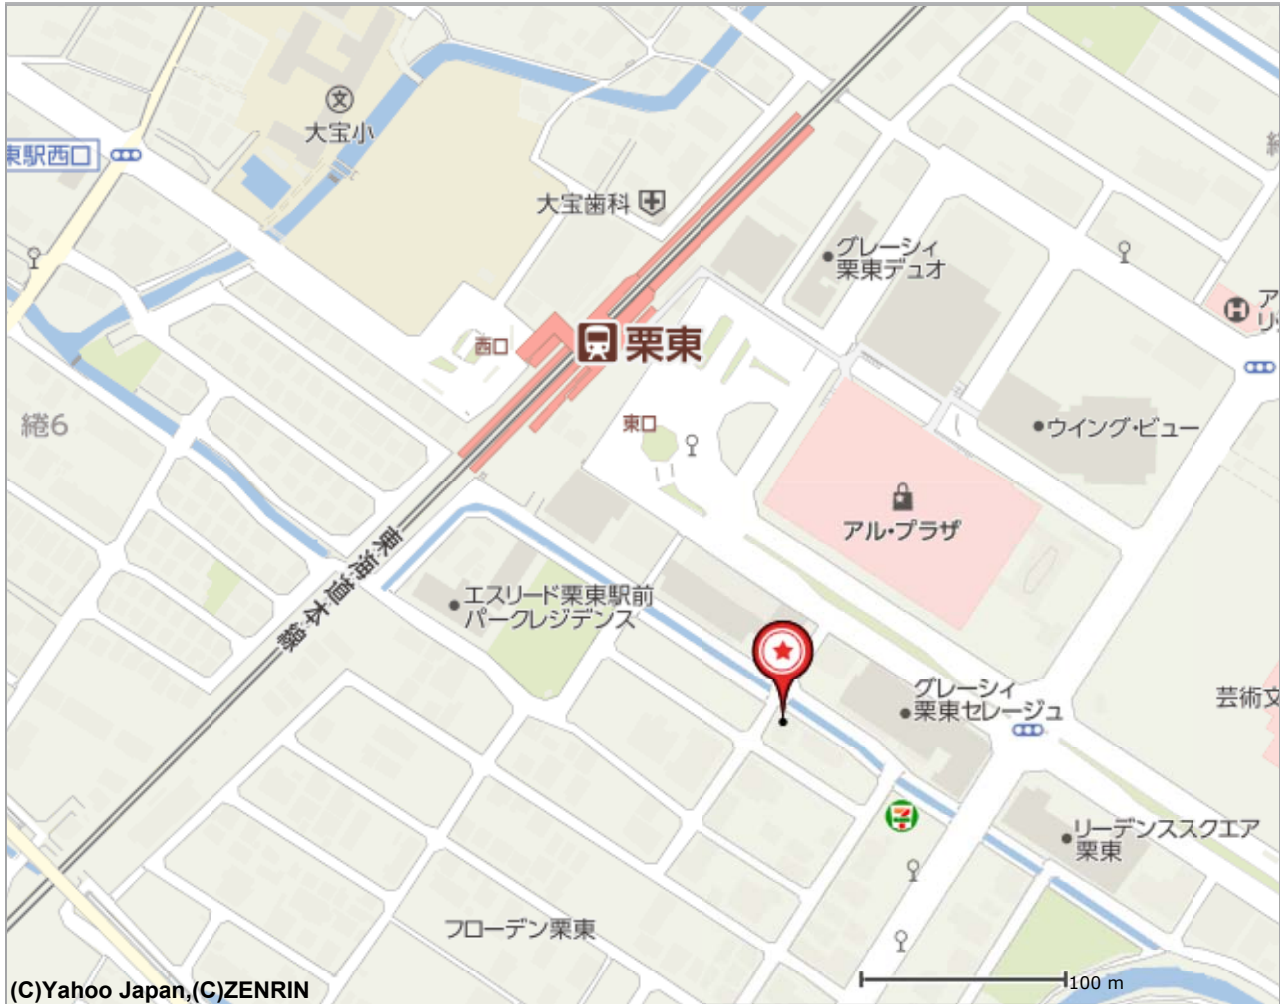 文
大宝小
東駅西口
大宝歯科
グレーシィ
栗東デュオ
H
西口
栗東
東口
綣6
ウイング・ビュー
アル・プラザ
東海道本線
エスリード栗東駅前
パークレジデンス
グレーシィ
栗東セレージュ
芸術文
7
リーデンススクエア
栗東
フローデン栗東
100 m
(C)Yahoo Japan,(C)ZENRIN